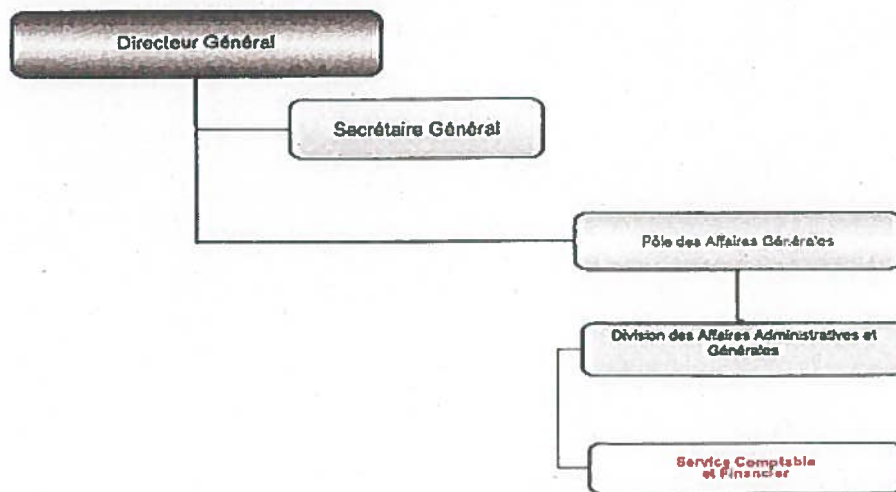 Directeur Général
Secrétaire Général
Pôle des Affaires Générales
Division des Affaires Administratives et
Générales
Service Comptable
et Financier